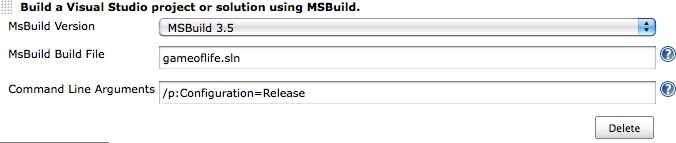 Build a Visual Studio project or solution using MSBuild.
MsBuild Version MSBuild 3.5
MsBuild Build File gameoflife.sln
Command Line Arguments /p:Configuration=Release
Delete